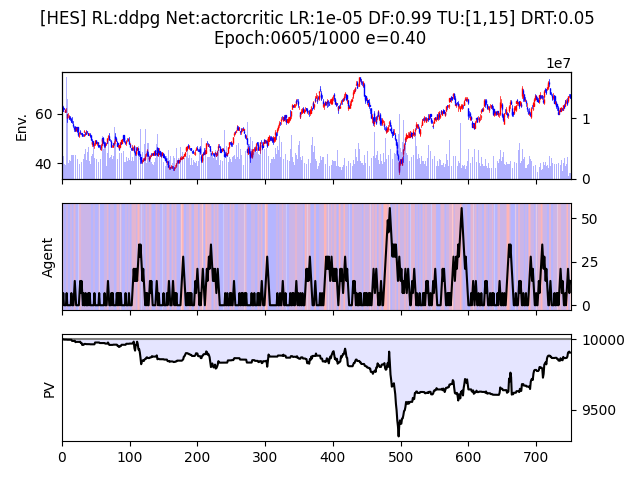 [HES] RL:ddpg Net:actorcritic LR:1e-05 DF:0.99 TU:[1,15] DRT:0.05
Epoch:0605/1000 e=0.40
1e7
Env.
60
40
1
0
Agent
50
25
0
PV
10000
9500
0 100 200 300 400 500 600 700